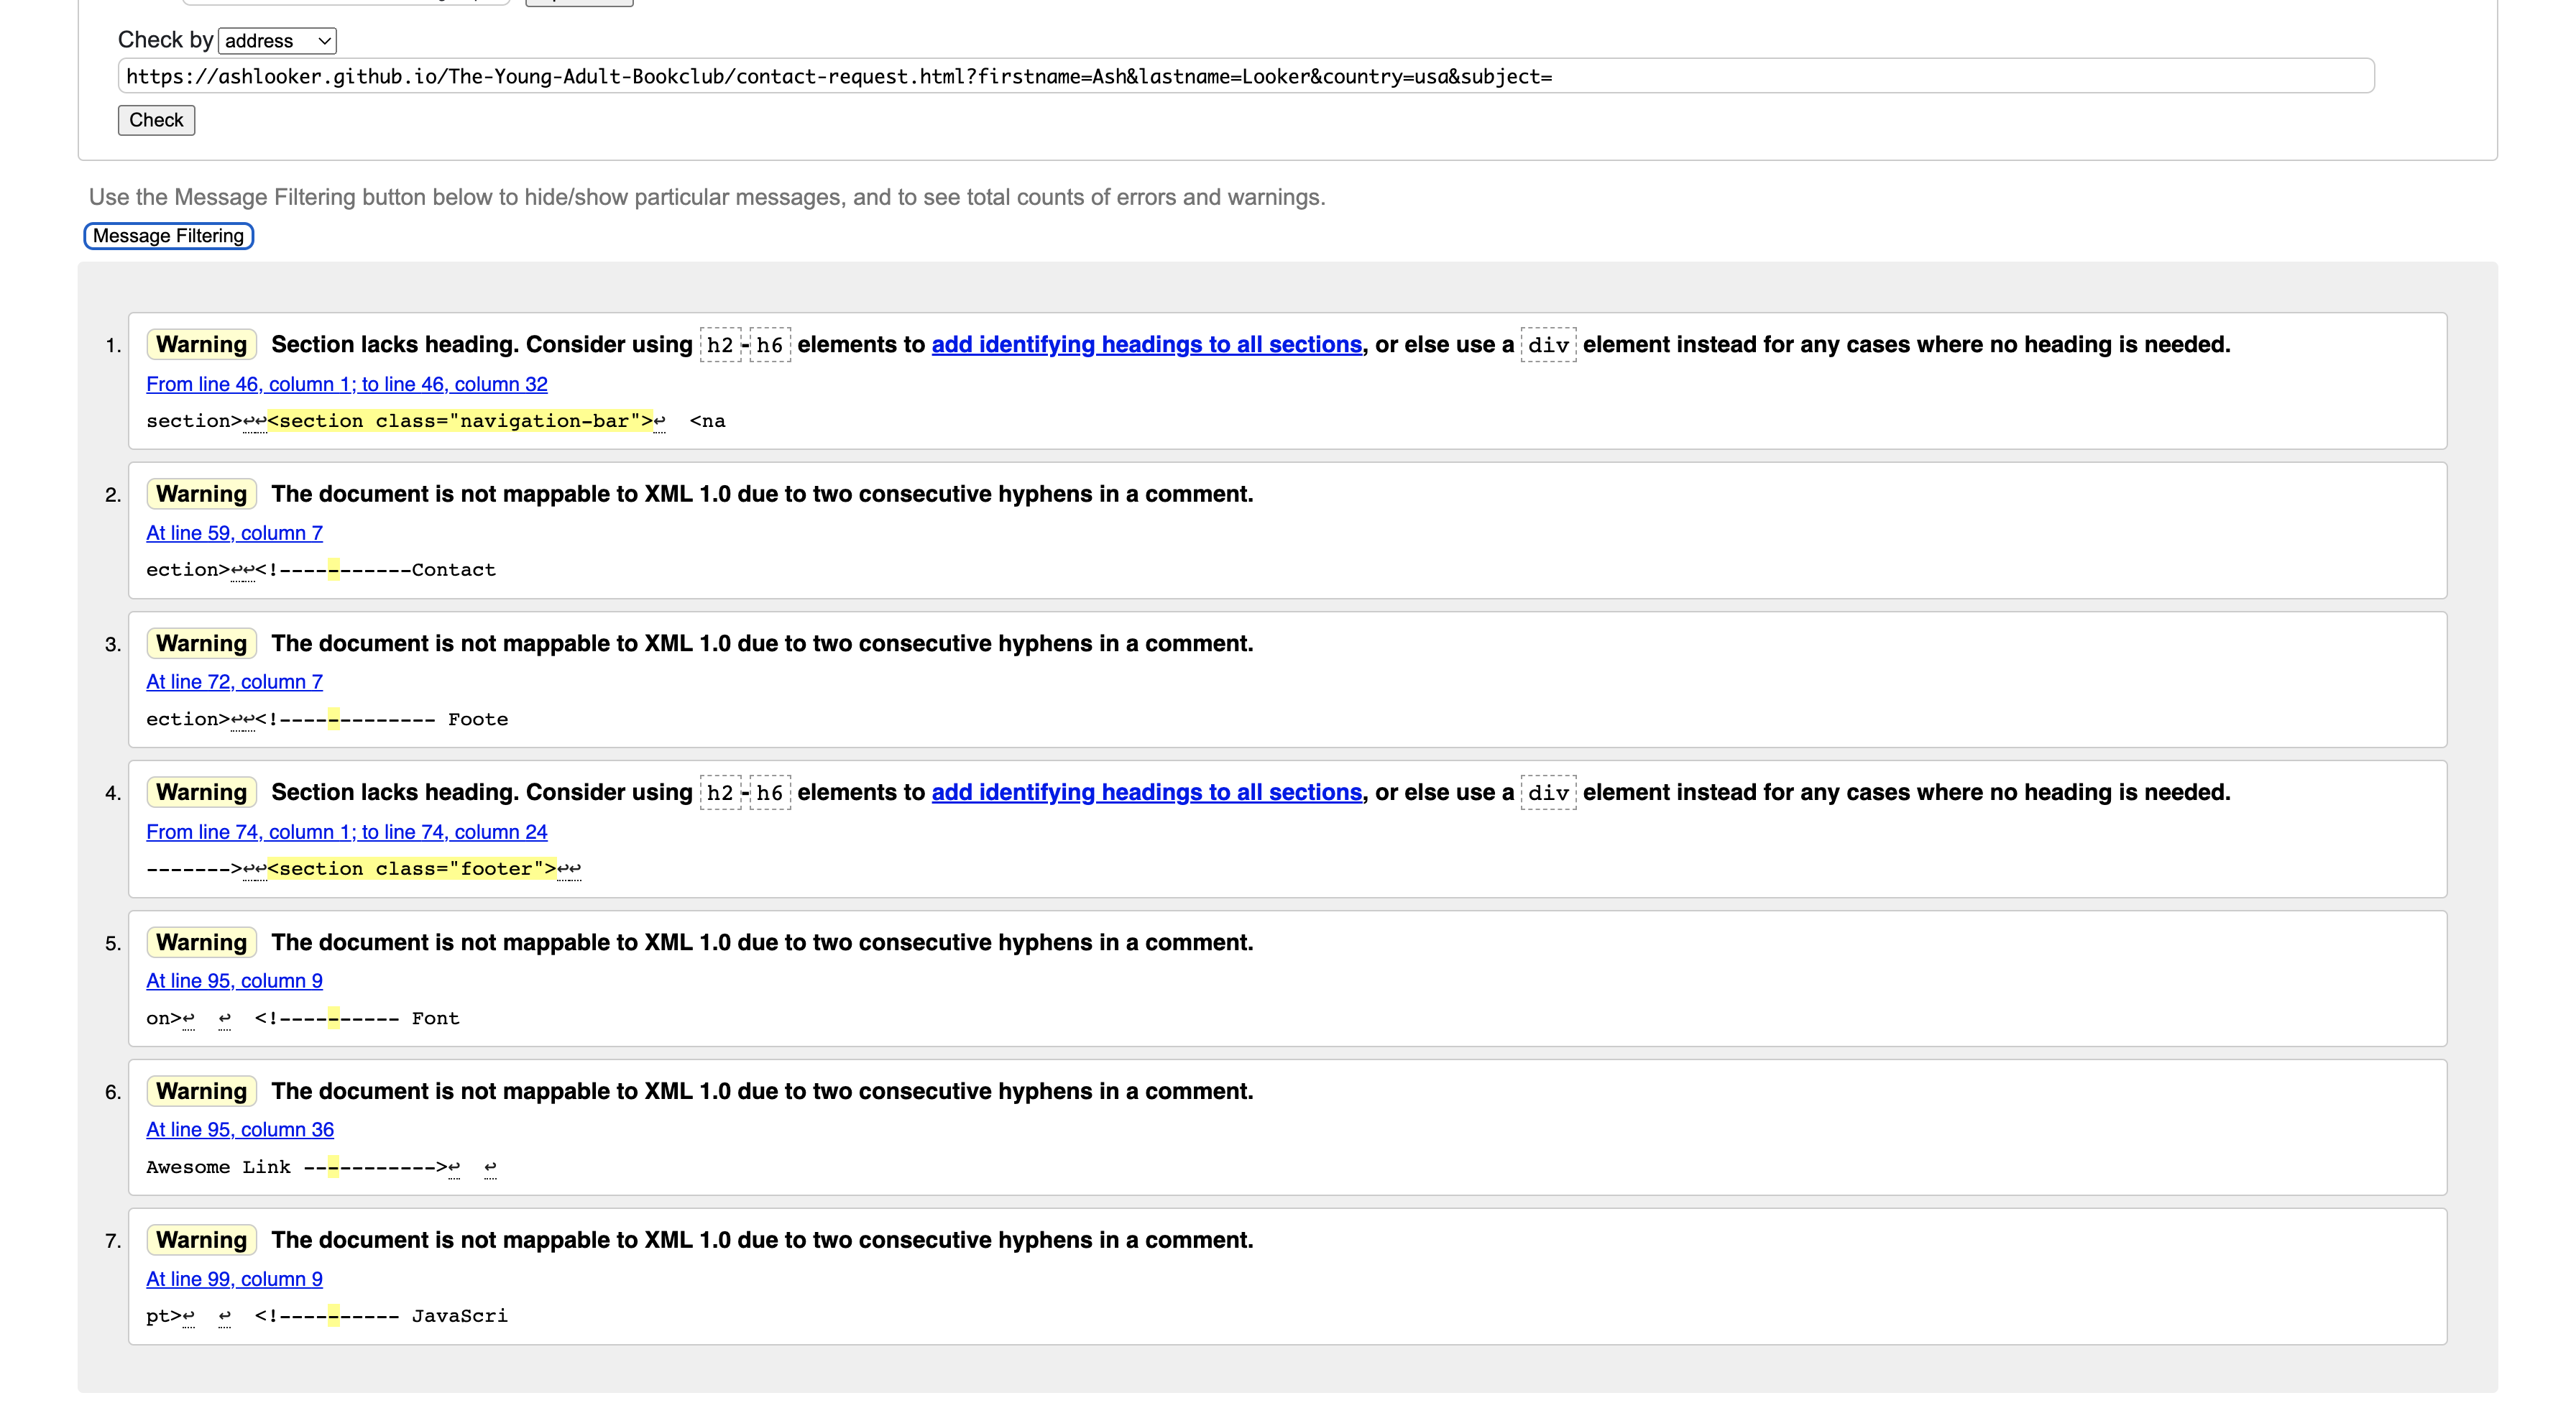 Check by address
https://ashlooker.github.io/The-Young-Adult-Bookclub/contact-request.html?firstname=Ash&lastname=Looker&country=usa&subject=
Check
Use the Message Filtering button below to hide/show particular messages, and to see total counts of errors and warnings.
Message Filtering
1. Warning Section lacks heading. Consider using h2-h6 elements to add identifying headings to all sections, or else use a div element instead for any cases where no heading is needed.
From line 46, column 1; to line 46, column 32
section>↩↩<section class="navigation-bar">↩  <na
2. Warning The document is not mappable to XML 1.0 due to two consecutive hyphens in a comment.
At line 59, column 7
ection>↩↩<!-----------Contact
3. Warning The document is not mappable to XML 1.0 due to two consecutive hyphens in a comment.
At line 72, column 7
ection>↩↩<!------------- Foote
4. Warning Section lacks heading. Consider using h2-h6 elements to add identifying headings to all sections, or else use a div element instead for any cases where no heading is needed.
From line 74, column 1; to line 74, column 24
------->↩↩<section class="footer">↩↩
5. Warning The document is not mappable to XML 1.0 due to two consecutive hyphens in a comment.
At line 95, column 9
on>↩  ↩  <!---------- Font
6. Warning The document is not mappable to XML 1.0 due to two consecutive hyphens in a comment.
At line 95, column 36
Awesome Link ----------->↩  ↩
7. Warning The document is not mappable to XML 1.0 due to two consecutive hyphens in a comment.
At line 99, column 9
pt>↩  ↩  <!---------- JavaScri